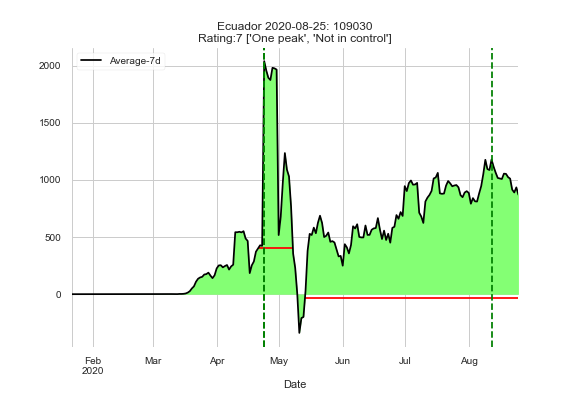 Ecuador 2020-08-25: 109030
Rating:7 ['One peak', 'Not in control']
Average-7d
2000
1500
1000
500
0
Feb Mar Apr May Jun Jul Aug
2020
Date